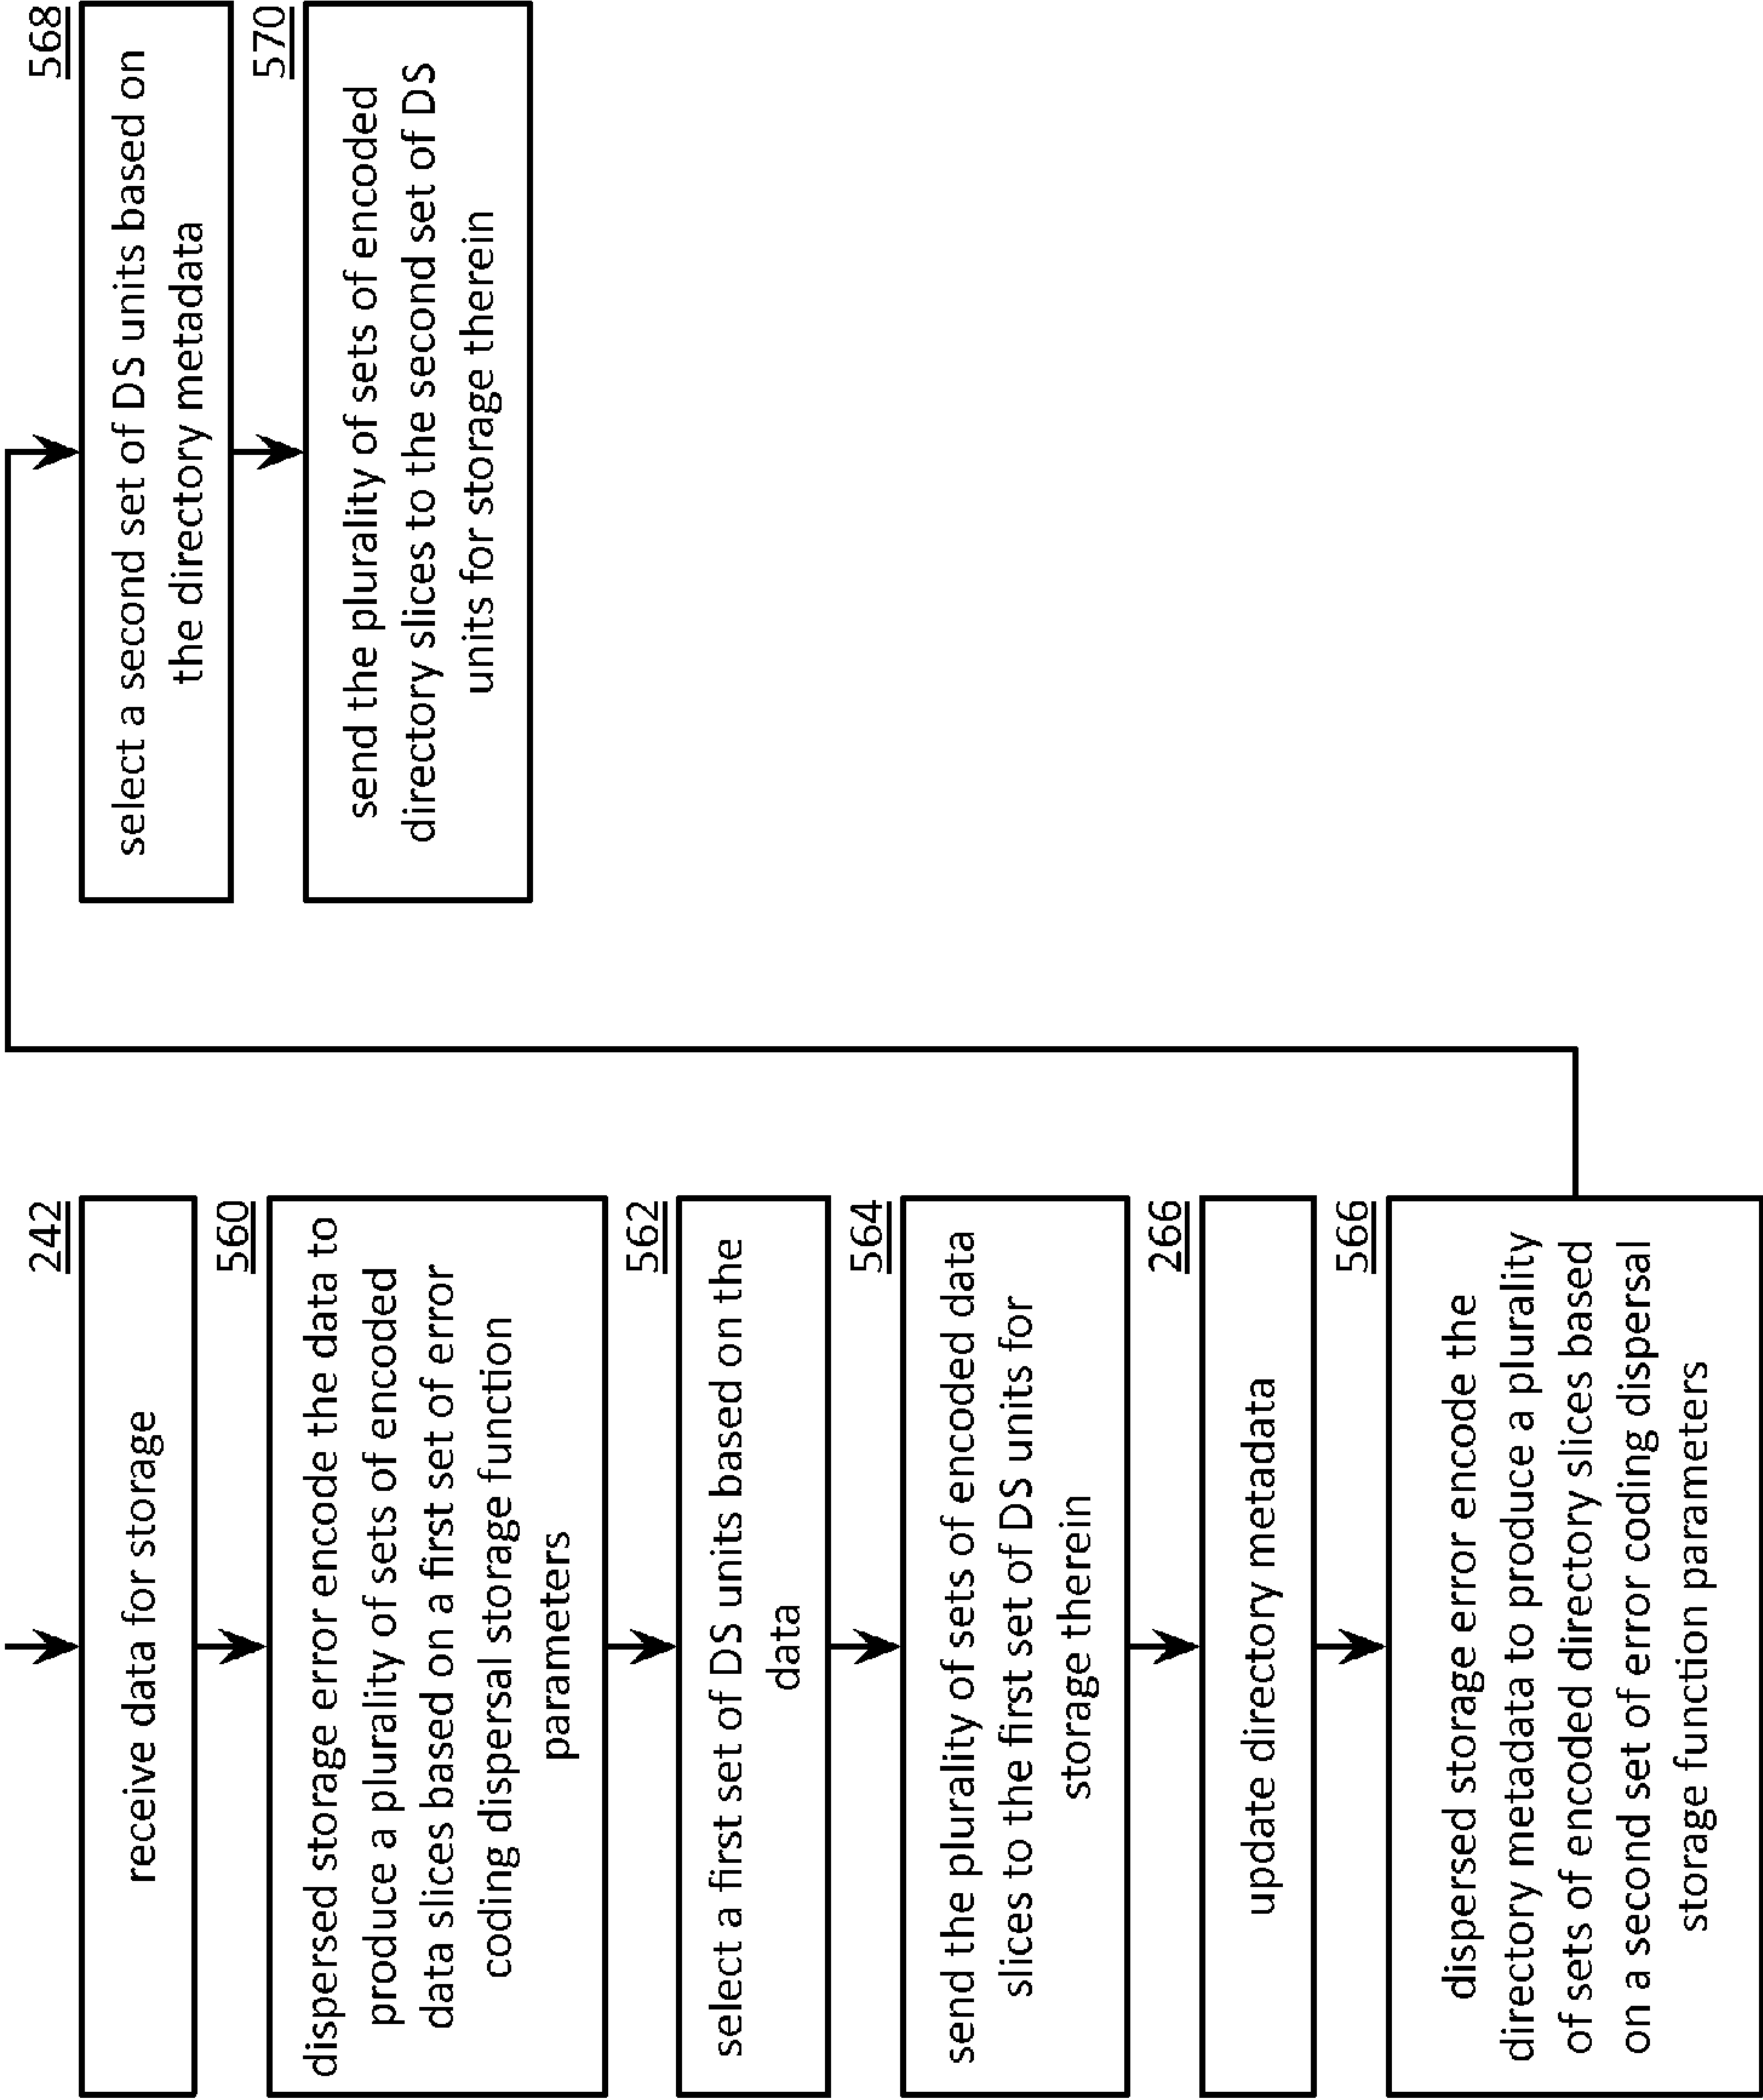 242
receive data for storage
560
dispersed storage error encode the data to
produce a plurality of sets of encoded
data slices based on a first set of error
coding dispersal storage function
parameters
562
select a first set of DS units based on the
data
564
send the plurality of sets of encoded data
slices to the first set of DS units for
storage therein
266
update directory metadata
566
dispersed storage error encode the
directory metadata to produce a plurality
of sets of encoded directory slices based
on a second set of error coding dispersal
storage function parameters
568
select a second set of DS units based on
the directory metadata
570
send the plurality of sets of encoded
directory slices to the second set of DS
units for storage therein